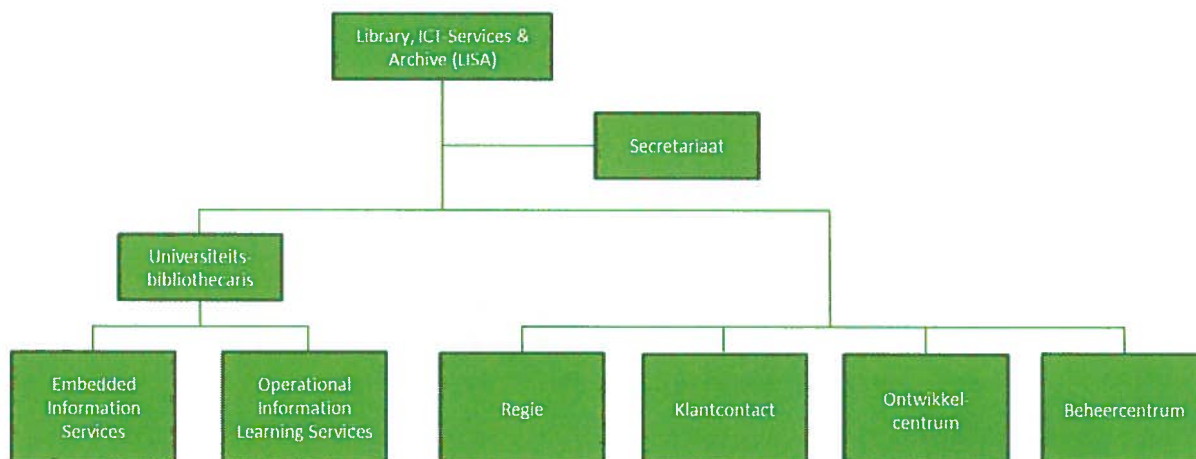 Library, ICT-Services &
Archive (LISA)
Secretariaat
Universiteits-
bibliothecaris
Embedded
Information
Services
Operational
Information
Learning Services
Regie
Klantcontact
Ontwikkel-
centrum
Beheercentrum